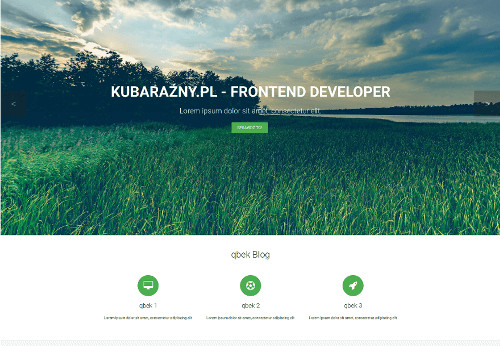 KUBARAŹNY.PL - FRONTEND DEVELOPER
Lorem ipsum dolor sit amet, consectetur elit
qbek Blog
qbek 1
qbek 2
qbek 3
Lorem ipsum dolor sit amet, consectetur adipiscing elit
Lorem ipsum dolor sit amet, consectetur adipiscing elit
Lorem ipsum dolor sit amet, consectetur adipiscing elit